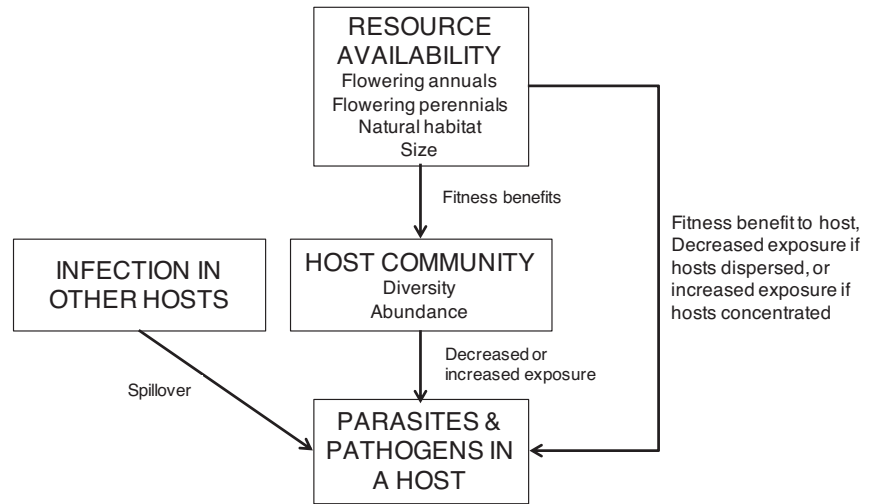 RESOURCE
AVAILABILITY
Flowering annuals
Flowering perennials
Natural habitat
Size
Fitness benefits
Fitness benefit to host,
Decreased exposure if
hosts dispersed, or
increased exposure if
hosts concentrated
INFECTION IN
OTHER HOSTS
HOST COMMUNITY
Diversity
Abundance
Spillover
Decreased or
increased exposure
PARASITES &
PATHOGENS IN
A HOST